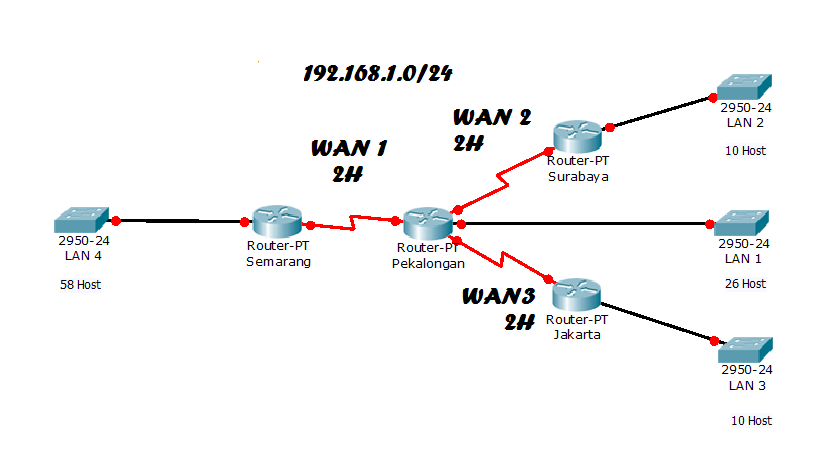 192.168.1.0/24
2950-24
LAN 2
10 Host
WAN 2
2H
Router-PT
Surabaya
WAN 1
2H
2950-24
LAN 4
58 Host
Router-PT
Semarang
Router-PT
Pekalongan
2950-24
LAN 1
26 Host
WAN3
2H
Router-PT
Jakarta
2950-24
LAN 3
10 Host